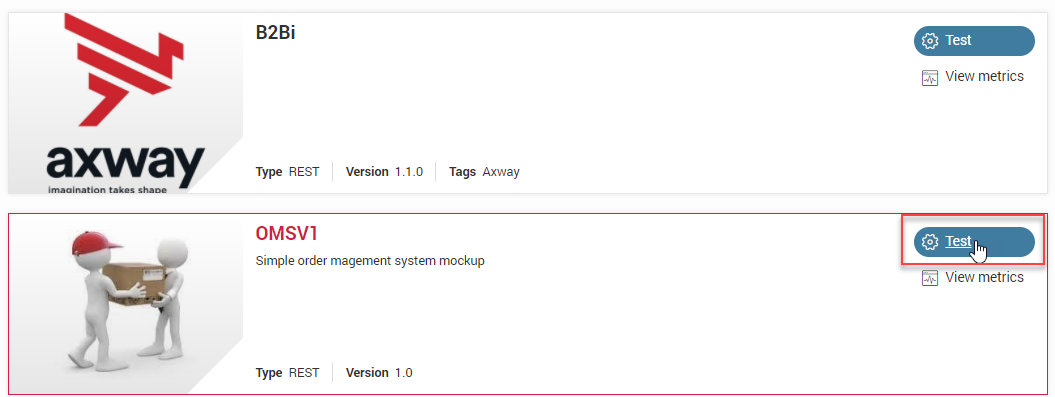 B2Bi
Test
View metrics
axway
imagination takes shape
Type REST Version 1.1.0 Tags Axway
OMSV1
Test
Simple order magement system mockup
View metrics
Type REST Version 1.0